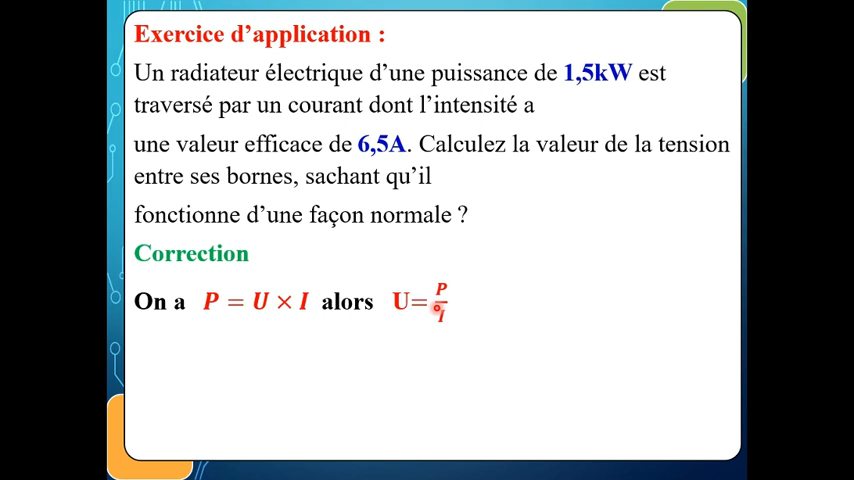 Exercice d’application :
Un radiateur électrique d’une puissance de 1,5kW est
traversé par un courant dont l’intensité a
une valeur efficace de 6,5A. Calculez la valeur de la tension
entre ses bornes, sachant qu’il
fonctionne d’une façon normale ?
Correction
On a P = U × I alors U= P/I